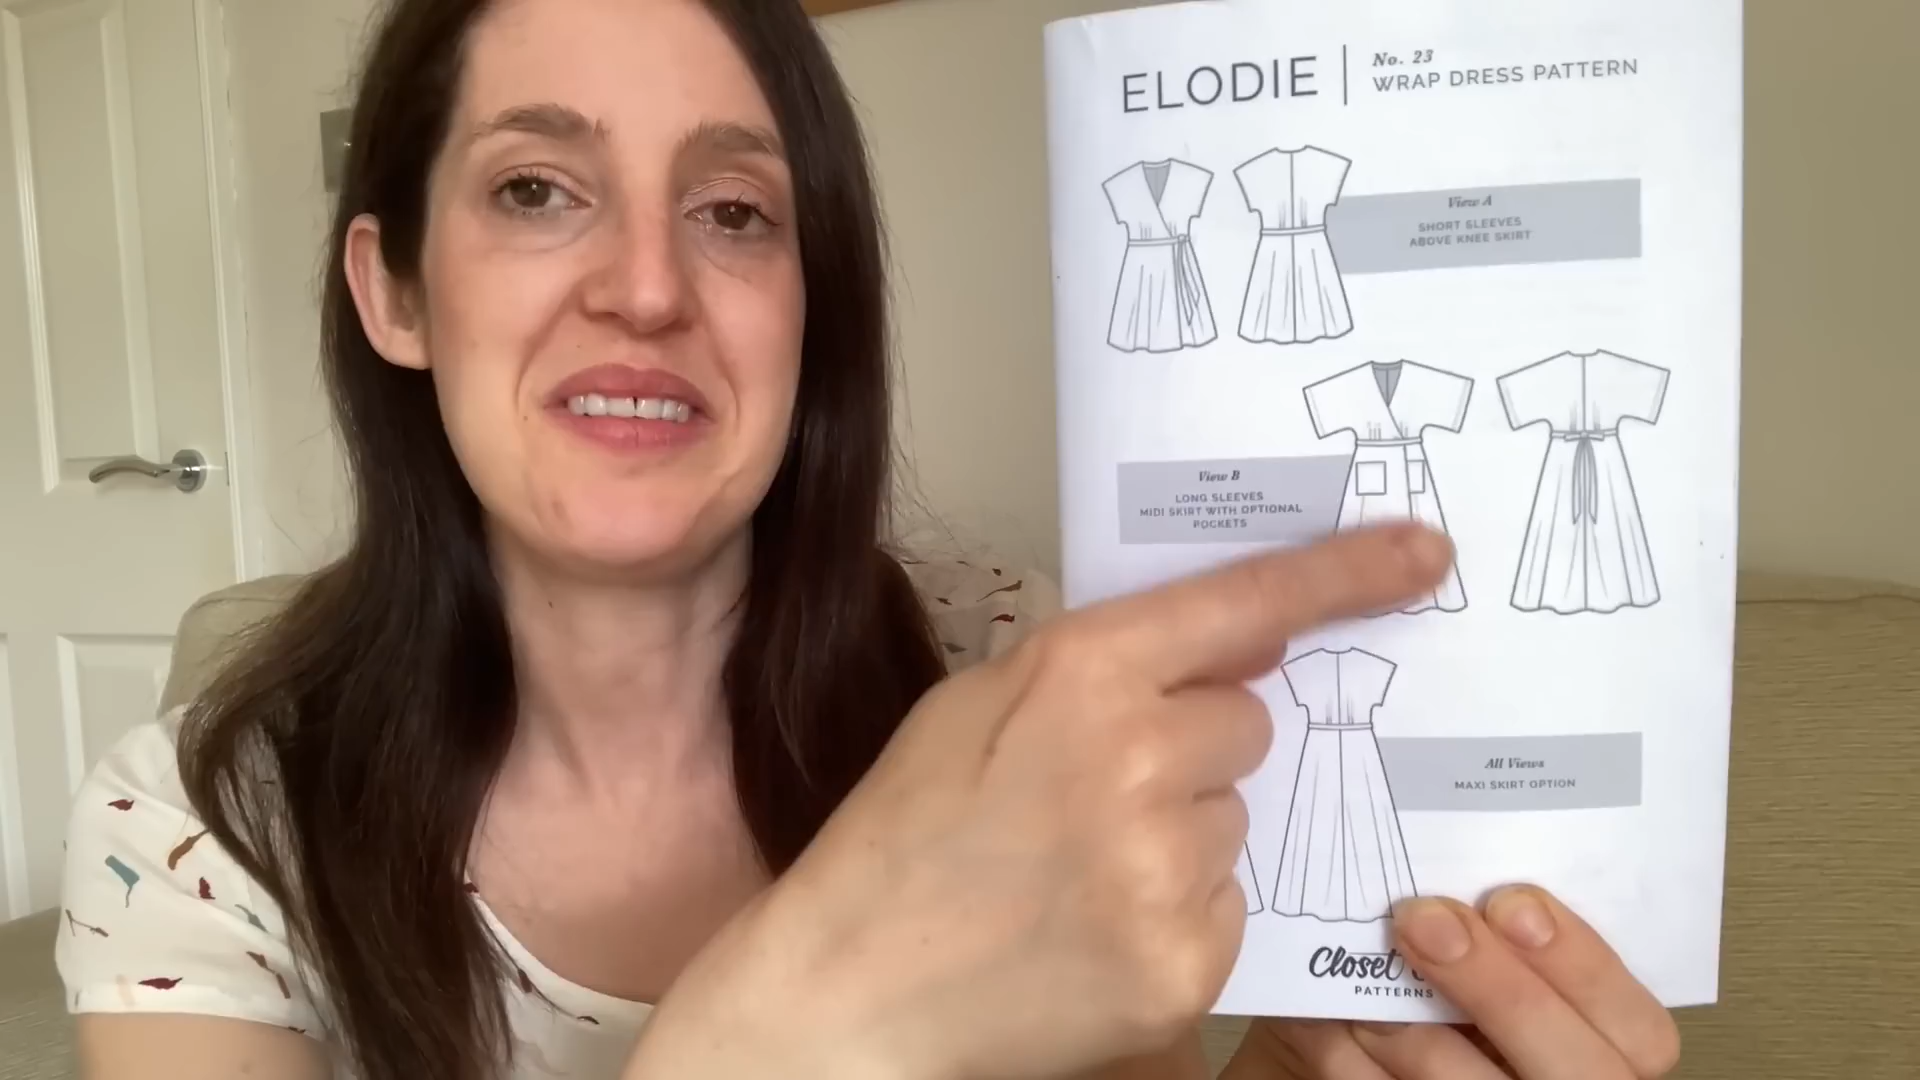 ELODIE
No. 23
WRAP DRESS PATTERN
View A
SHORT SLEEVES
ABOVE KNEE SKIRT
View B
LONG SLEEVES
MIDI SKIRT WITH OPTIONAL
POCKETS
All Views
MAXI SKIRT OPTION
Closet
PATTERNS